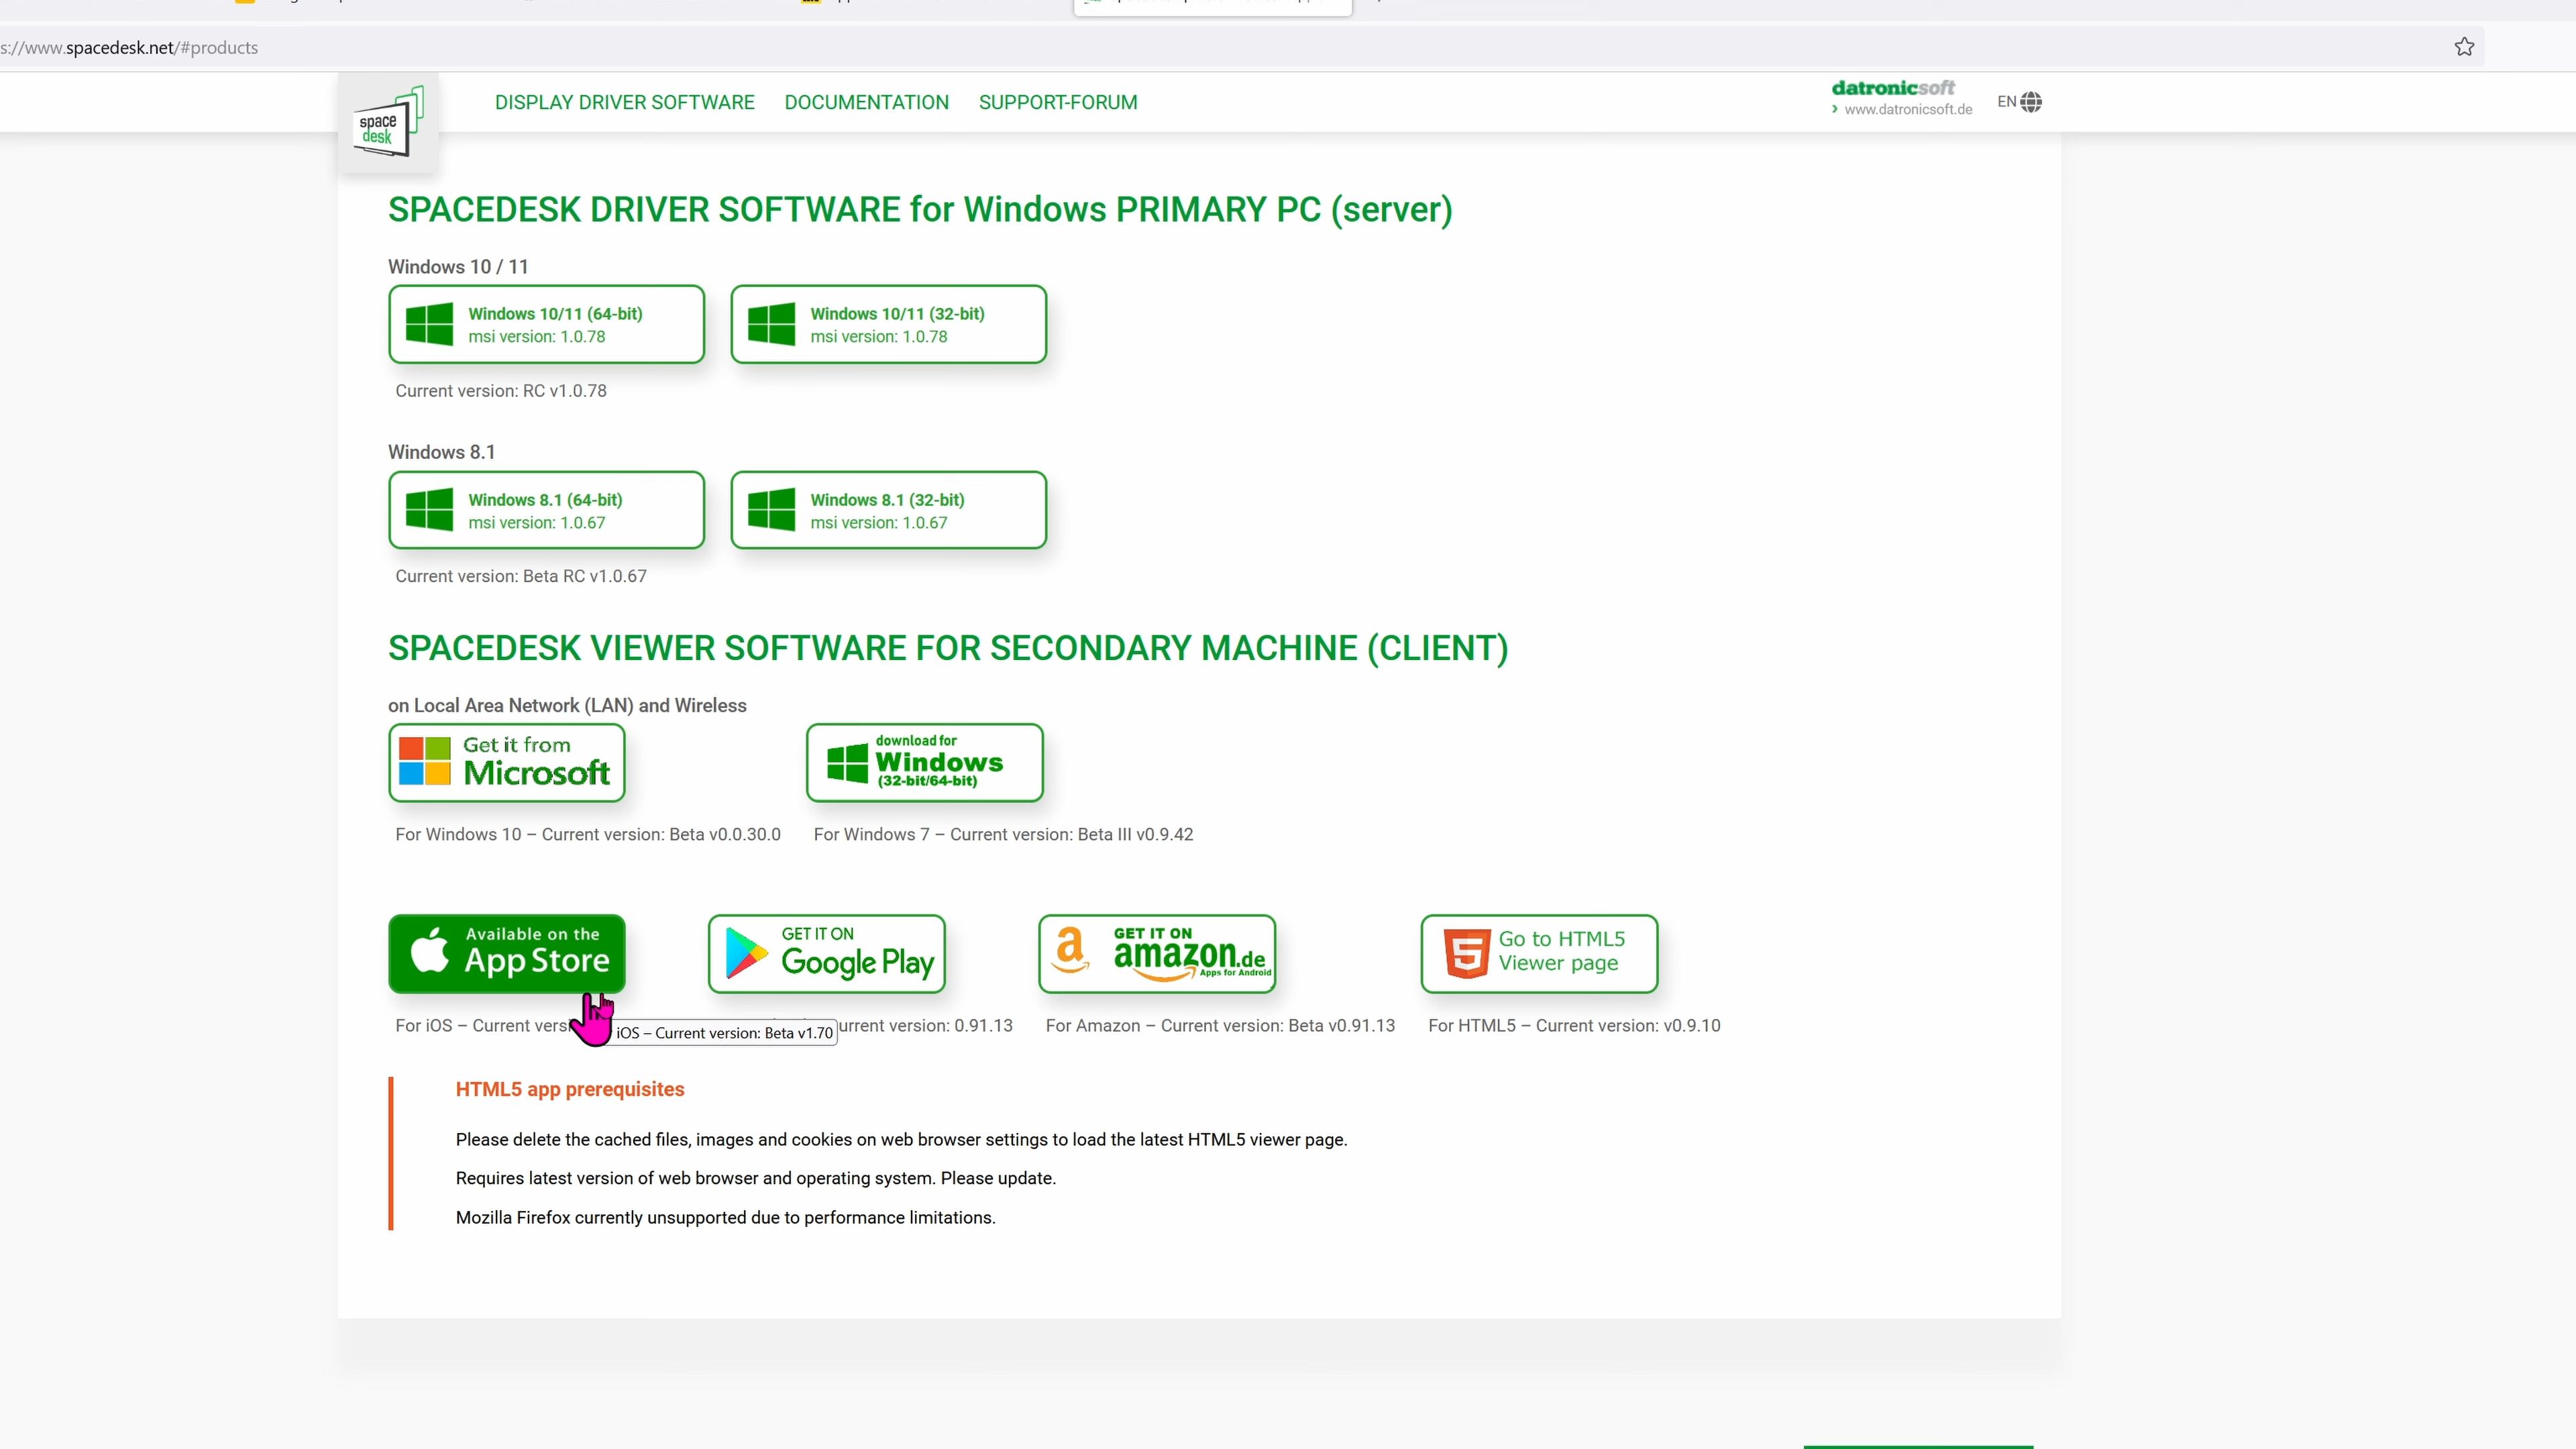 s://www.spacedesk.net/#products
space
desk
DISPLAY DRIVER SOFTWARE
DOCUMENTATION
SUPPORT-FORUM
datronicsoft
› www.datronicsoft.de
EN
SPACEDESK DRIVER SOFTWARE for Windows PRIMARY PC (server)
Windows 10 / 11
Windows 10/11 (64-bit)
msi version: 1.0.78
Windows 10/11 (32-bit)
msi version: 1.0.78
Current version: RC v1.0.78
Windows 8.1
Windows 8.1 (64-bit)
msi version: 1.0.67
Windows 8.1 (32-bit)
msi version: 1.0.67
Current version: Beta RC v1.0.67
SPACEDESK VIEWER SOFTWARE FOR SECONDARY MACHINE (CLIENT)
on Local Area Network (LAN) and Wireless
Get it from
Microsoft
download for
Windows
(32-bit/64-bit)
For Windows 10 – Current version: Beta v0.0.30.0
For Windows 7 – Current version: Beta III v0.9.42
Available on the
App Store
GET IT ON
Google Play
a
GET IT ON
amazon.de
Apps for Android
5
Go to HTML5
Viewer page
For iOS – Current versi
iOS – Current version: Beta v1.70
urrent version: 0.91.13
For Amazon – Current version: Beta v0.91.13
For HTML5 – Current version: v0.9.10
HTML5 app prerequisites
Please delete the cached files, images and cookies on web browser settings to load the latest HTML5 viewer page.
Requires latest version of web browser and operating system. Please update.
Mozilla Firefox currently unsupported due to performance limitations.